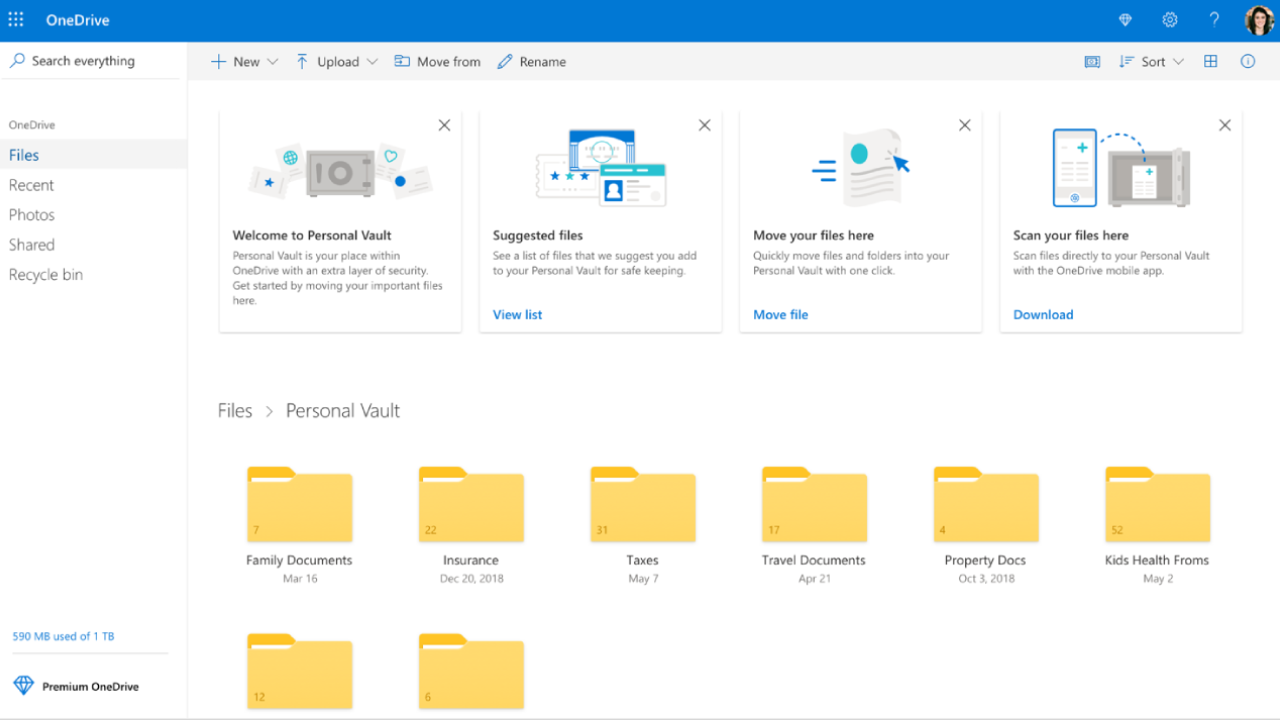 OneDrive
?
Search everything
New
Upload
Move from
Rename
Sort
OneDrive
Files
Recent
Photos
Shared
Recycle bin
Welcome to Personal Vault
Personal Vault is your place within
OneDrive with an extra layer of security.
Get started by moving your important files
here.
Suggested files
See a list of files that we suggest you add
to your Personal Vault for safe keeping.
View list
Move your files here
Quickly move files and folders into your
Personal Vault with one click.
Move file
Scan your files here
Scan files directly to your Personal Vault
with the OneDrive mobile app.
Download
Files > Personal Vault
7
22
31
17
4
52
Family Documents
Insurance
Taxes
Travel Documents
Property Docs
Kids Health Froms
Mar 16
Dec 20, 2018
May 7
Apr 21
Oct 3, 2018
May 2
12
6
590 MB used of 1 TB
Premium OneDrive